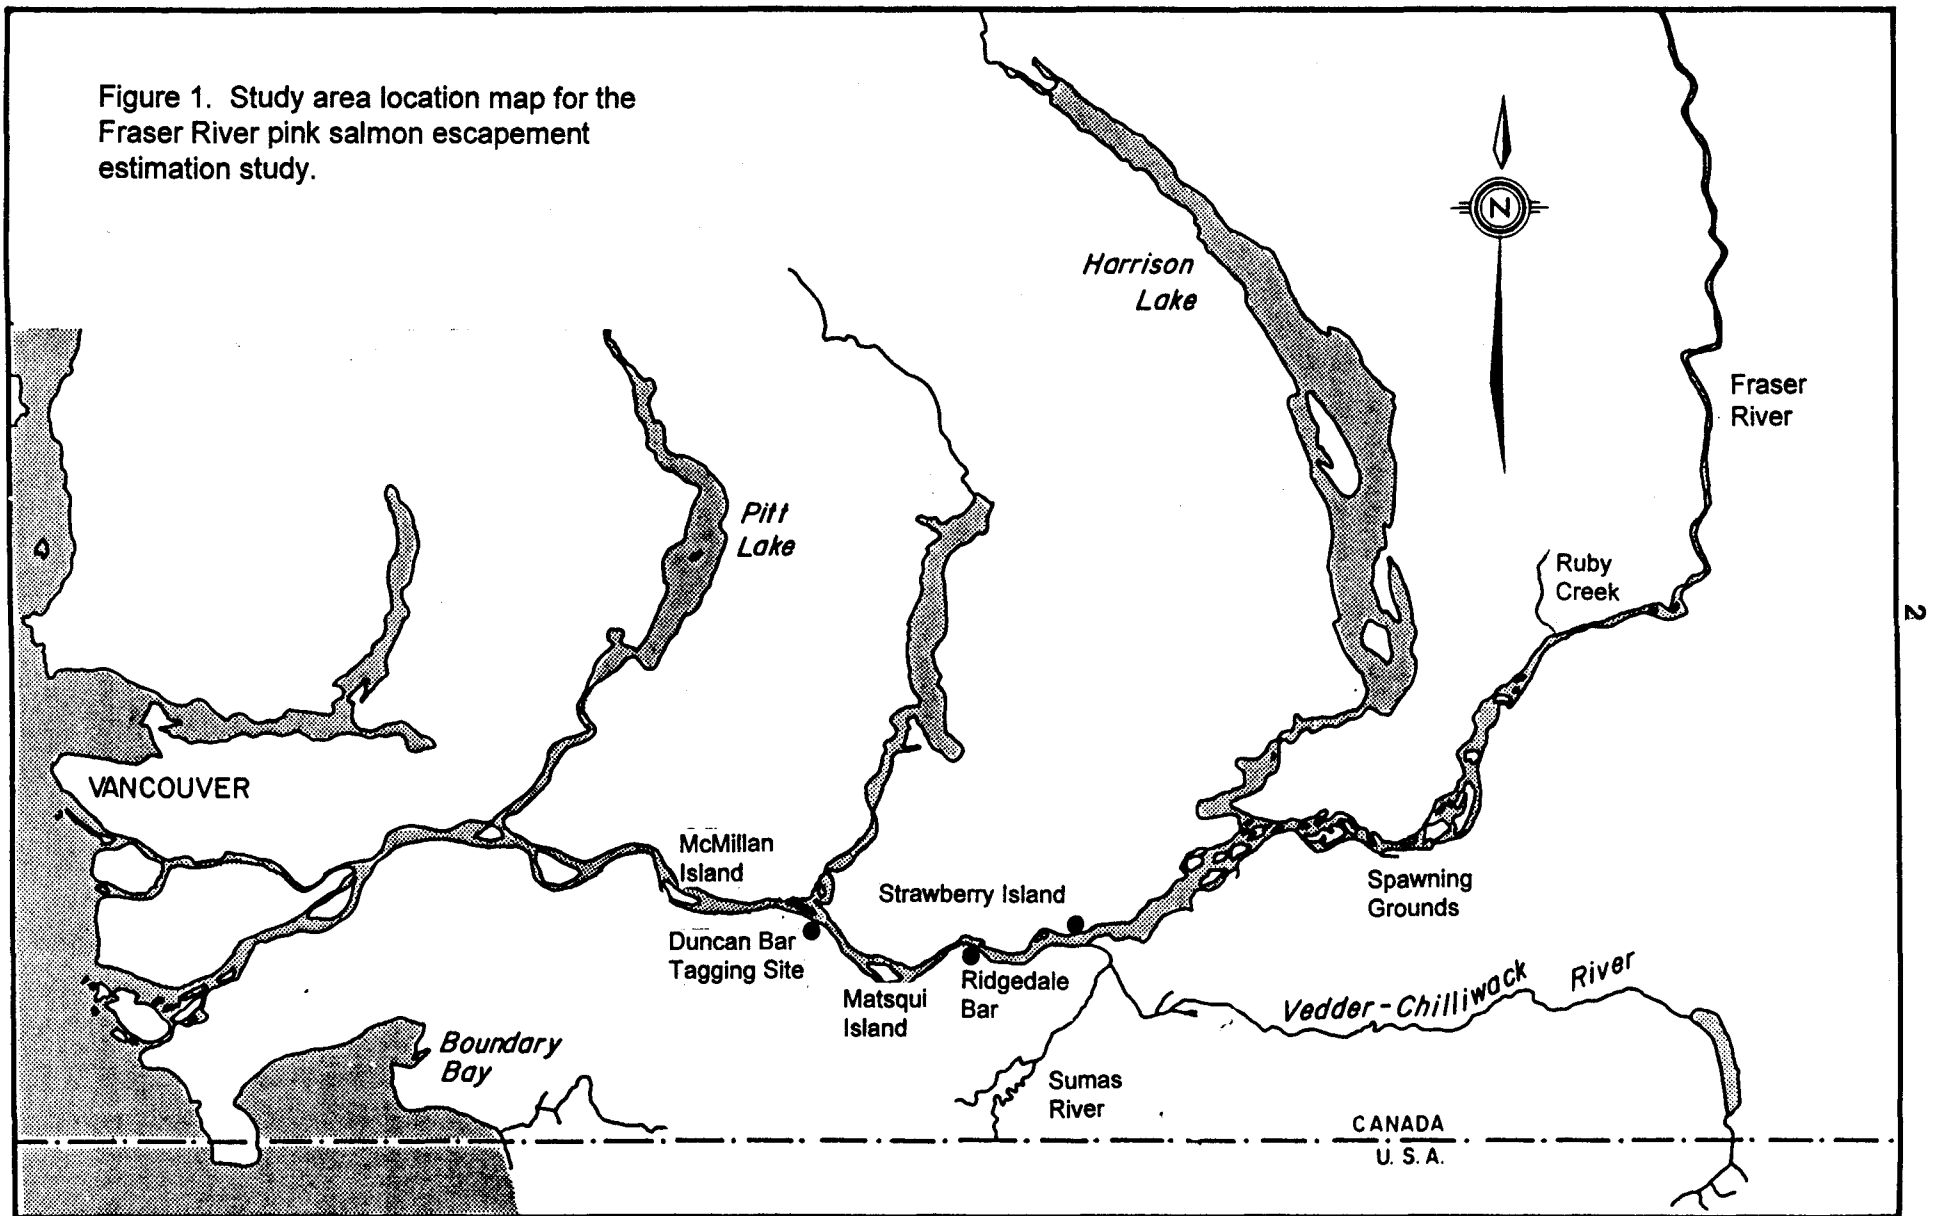 Figure 1. Study area location map for the
Fraser River pink salmon escapement
estimation study.
Harrison
Lake
N
Fraser
River
Pitt
Lake
Ruby
Creek
2
VANCOUVER
McMillan
Island
Strawberry Island
Spawning
Grounds
Duncan Bar
Tagging Site
Matsqui
Island
Ridgedale
Bar
Vedder-Chilliwack River
Boundary
Bay
Sumas
River
CANADA
U. S. A.